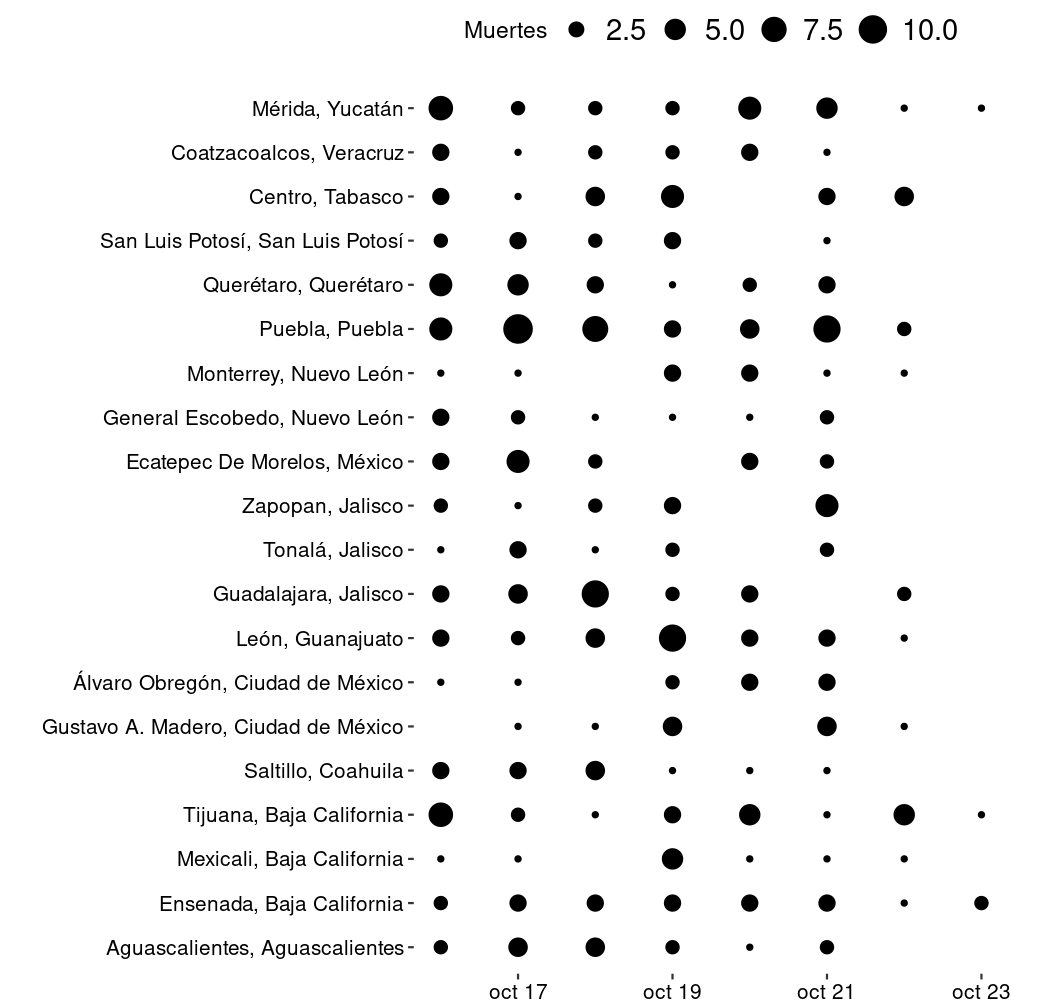 Muertes 2.5 5.0 7.5 10.0
Mérida, Yucatán
Coatzacoalcos, Veracruz
Centro, Tabasco
San Luis Potosí, San Luis Potosí
Querétaro, Querétaro
Puebla, Puebla
Monterrey, Nuevo León
General Escobedo, Nuevo León
Ecatepec De Morelos, México
Zapopan, Jalisco
Tonalá, Jalisco
Guadalajara, Jalisco
León, Guanajuato
Álvaro Obregón, Ciudad de México
Gustavo A. Madero, Ciudad de México
Saltillo, Coahuila
Tijuana, Baja California
Mexicali, Baja California
Ensenada, Baja California
Aguascalientes, Aguascalientes
oct 17 oct 19 oct 21 oct 23